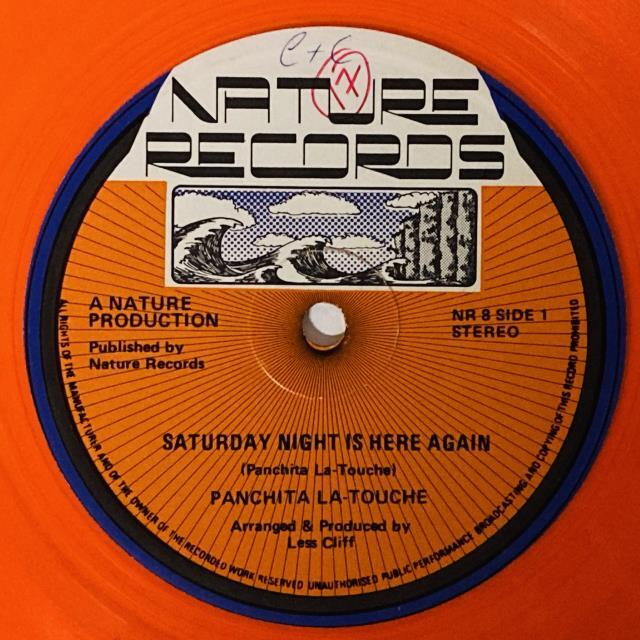 C + C
NATURE
RECORDS
A NATURE
PRODUCTION
Published by
Nature Records
NR 8 SIDE 1
STEREO
SATURDAY NIGHT IS HERE AGAIN
(Panchita La-Touche)
PANCHITA LA-TOUCHE
Arranged & Produced by
Less Cliff
ALL RIGHTS OF THE MANUFACTURER AND OF THE OWNER OF THE RECORDED WORK RESERVED UNAUTHORISED PUBLIC PERFORMANCE BROADCASTING AND COPYING OF THIS RECORD PROHIBITED